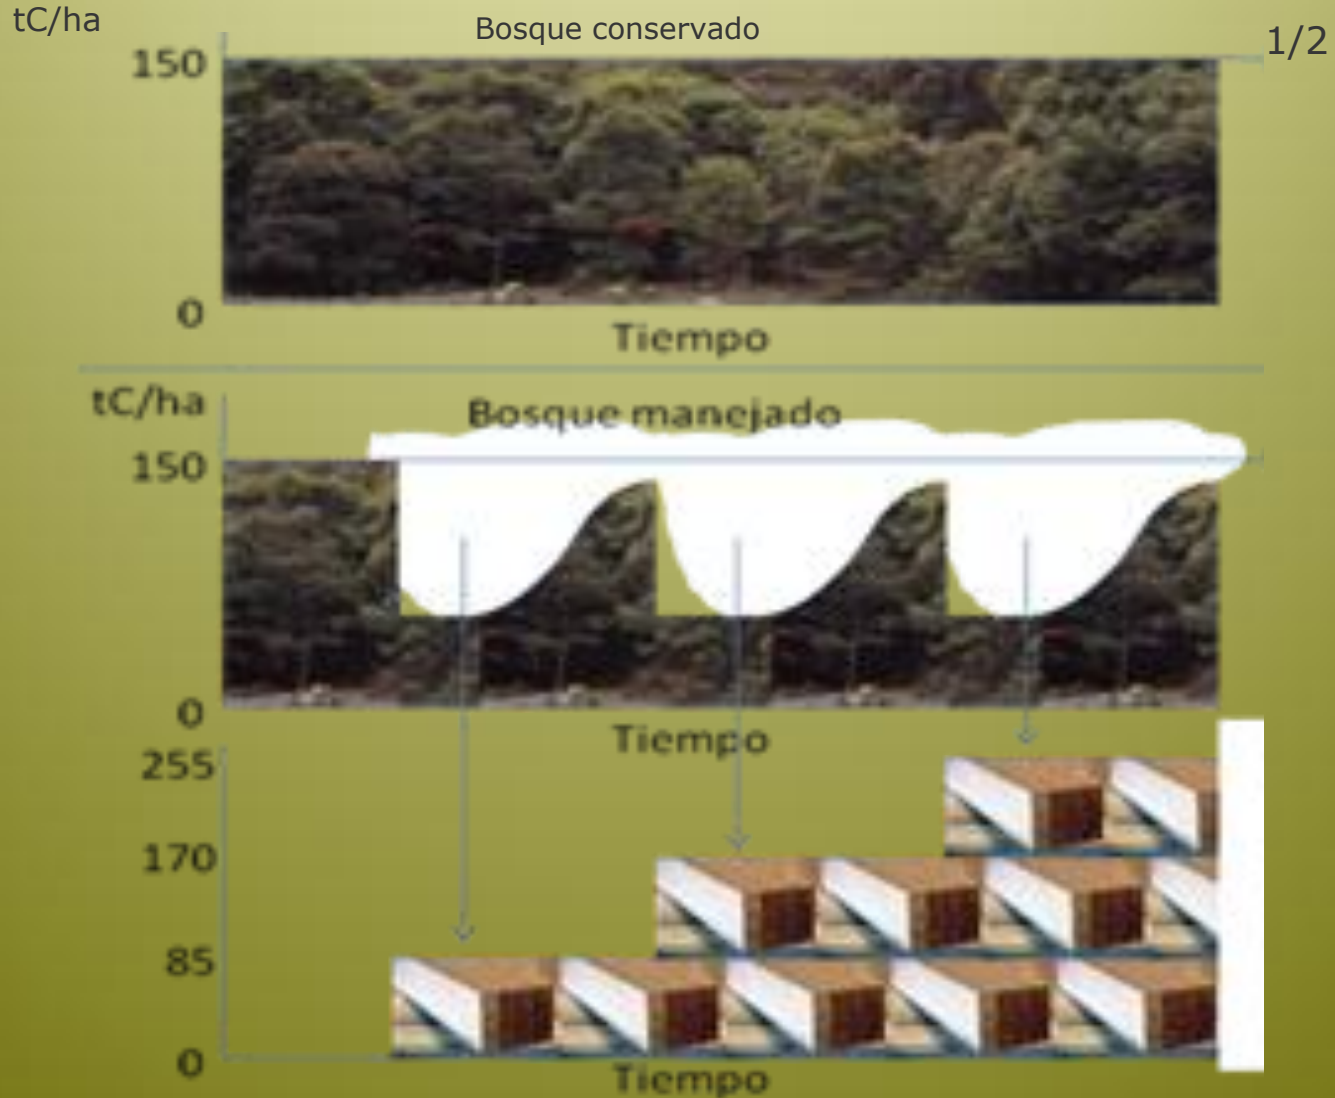 tC/ha
Bosque conservado
1/2
150
0
Tiempo
tC/ha
Bosque manejado
150
0
Tiempo
255
170
85
0
Tiempo